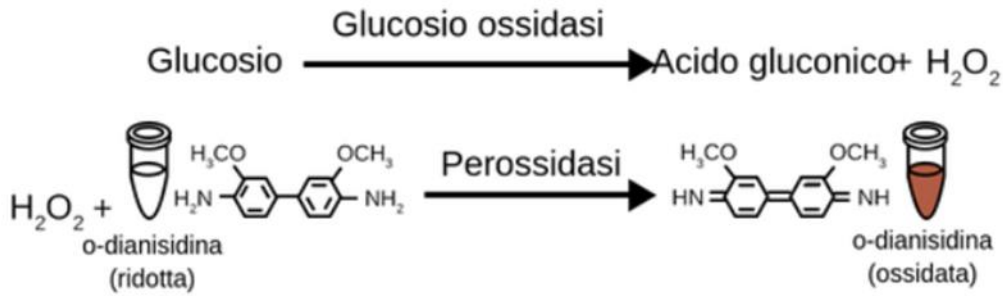 Glucosio ossidasi
Glucosio
Acido gluconico+ H₂O₂
H₂O₂ +
H₃CO
OCH₃
H₂N
NH₂
o-dianisidina
(ridotta)
Perossidasi
H₃CO
OCH₃
HN
NH
o-dianisidina
(ossidata)